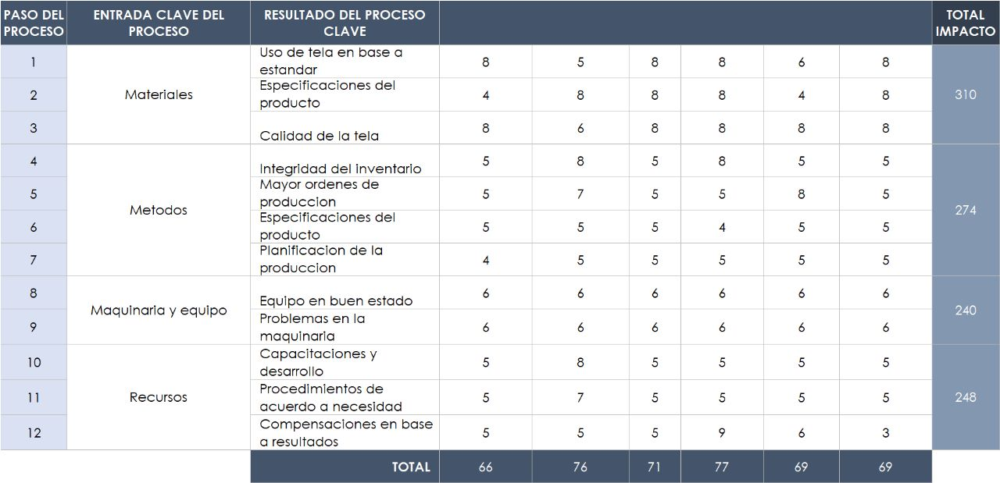 PASO DEL PROCESO ENTRADA CLAVE DEL PROCESO RESULTADO DEL PROCESO CLAVE TOTAL IMPACTO
1 Materiales Uso de tela en base a estandar 8 5 8 8 6 8 310
2 Especificaciones del producto 4 8 8 8 4 8
3 Calidad de la tela 8 6 8 8 8 8
4 Metodos Integridad del inventario 5 8 5 8 5 5 274
5 Mayor ordenes de produccion 5 7 5 5 8 5
6 Especificaciones del producto 5 5 5 4 5 5
7 Planificacion de la produccion 4 5 5 5 5 5
8 Maquinaria y equipo Equipo en buen estado 6 6 6 6 6 6 240
9 Problemas en la maquinaria 6 6 6 6 6 6
10 Recursos Capacitaciones y desarrollo 5 8 5 5 5 5 248
11 Procedimientos de acuerdo a necesidad 5 7 5 5 5 5
12 Compensaciones en base a resultados 5 5 5 9 6 3
TOTAL 66 76 71 77 69 69